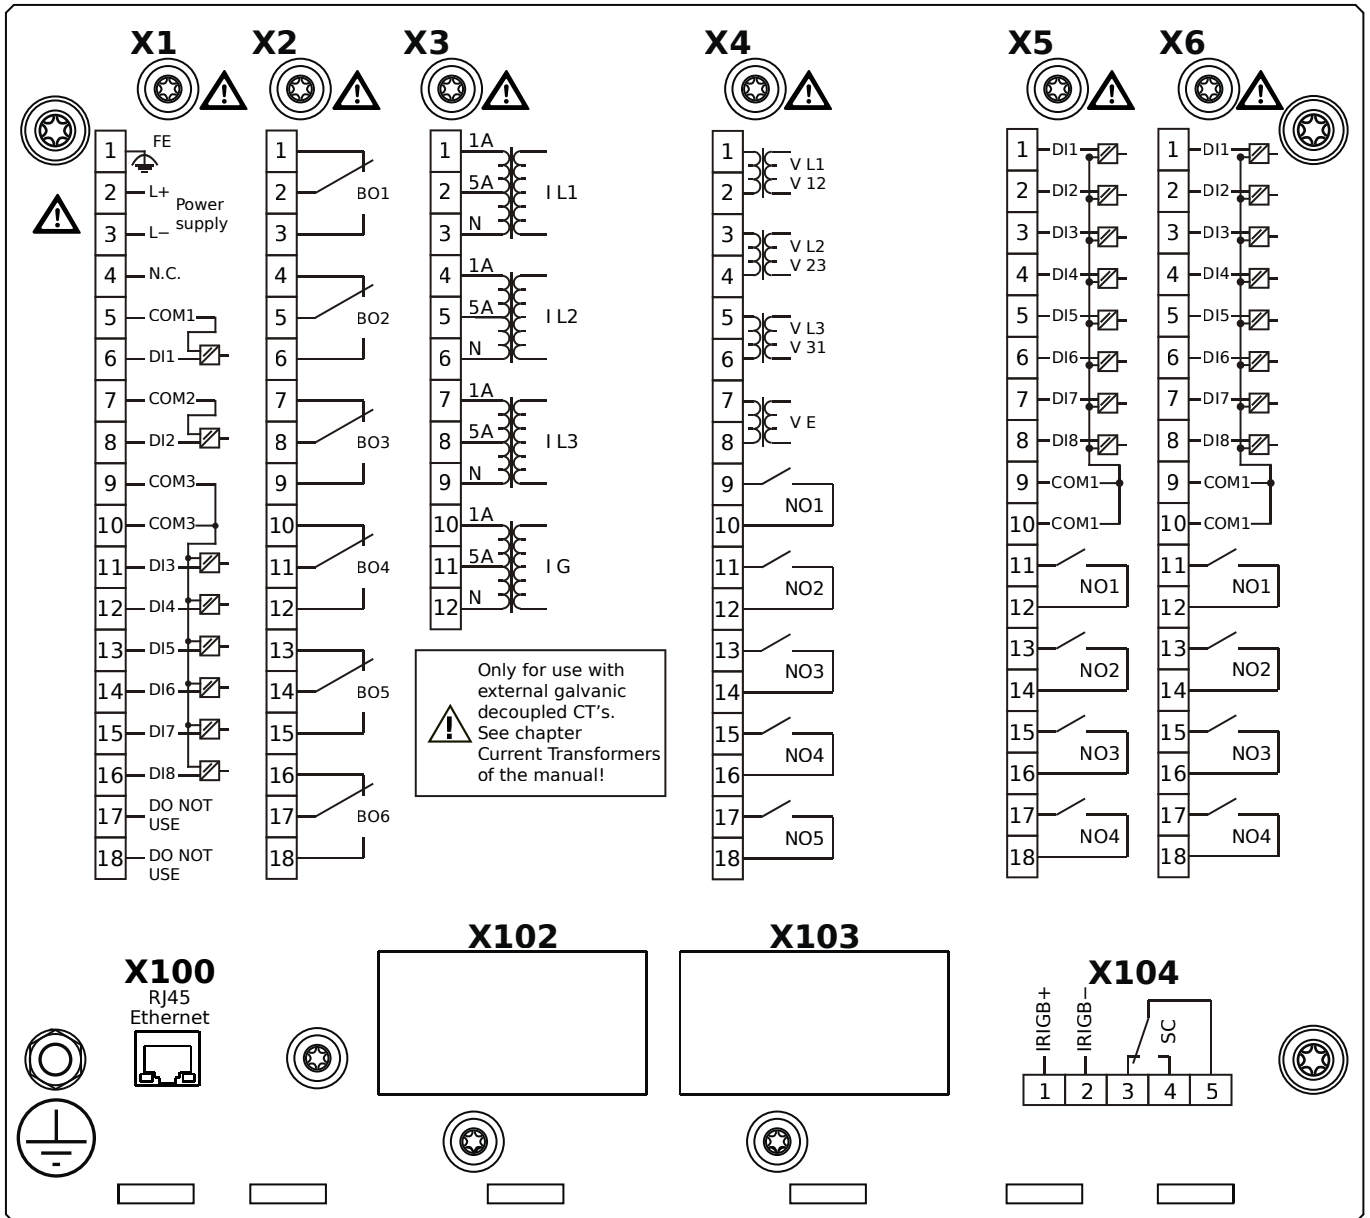 X1
X2
X3
X4
X5
X6
1
FE
2
L+
Power
supply
3
L−
4
N.C.
5
COM1
6
DI1
7
COM2
8
DI2
9
COM3
10
COM3
11
DI3
12
DI4
13
DI5
14
DI6
15
DI7
16
DI8
17
DO NOT
USE
18
DO NOT
USE
1
2
BO1
3
4
5
BO2
6
7
8
BO3
9
10
11
BO4
12
13
14
BO5
15
16
17
BO6
18
1
1A
2
5A
I L1
3
N
4
1A
5
5A
I L2
6
N
7
1A
8
5A
I L3
9
N
10
1A
11
5A
I G
12
N
Only for use with
external galvanic
decoupled CT's.
See chapter
Current Transformers
of the manual!
1
V L1
V 12
2
3
V L2
V 23
4
5
V L3
V 31
6
7
V E
8
9
NO1
10
11
NO2
12
13
NO3
14
15
NO4
16
17
NO5
18
1
DI1
2
DI2
3
DI3
4
DI4
5
DI5
6
DI6
7
DI7
8
DI8
9
COM1
10
COM1
11
NO1
12
13
NO2
14
15
NO3
16
17
NO4
18
1
DI1
2
DI2
3
DI3
4
DI4
5
DI5
6
DI6
7
DI7
8
DI8
9
COM1
10
COM1
11
NO1
12
13
NO2
14
15
NO3
16
17
NO4
18
X100
RJ45
Ethernet
X102
X103
X104
IRIGB+
IRIGB−
SC
1
2
3
4
5